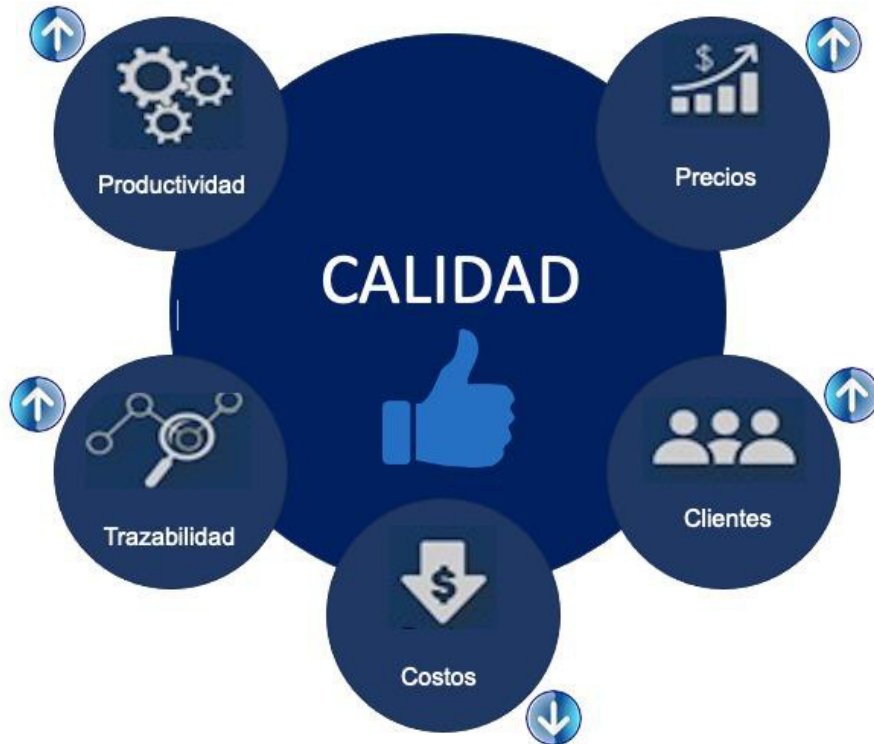 $
Productividad
Precios
CALIDAD
Trazabilidad
Clientes
$
Costos